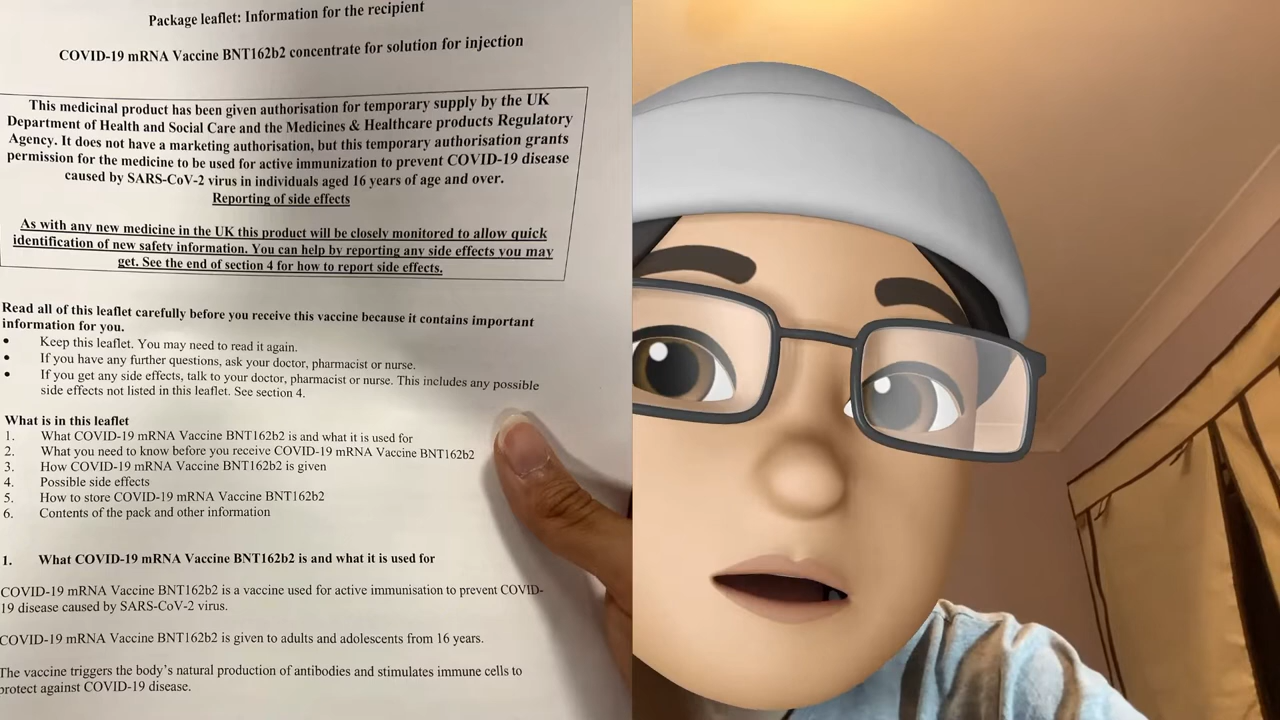 Package leaflet: Information for the recipient
COVID-19 mRNA Vaccine BNT162b2 concentrate for solution for injection
This medicinal product has been given authorisation for temporary supply by the UK
Department of Health and Social Care and the Medicines & Healthcare products Regulatory
Agency. It does not have a marketing authorisation, but this temporary authorisation grants
permission for the medicine to be used for active immunization to prevent COVID-19 disease
caused by SARS-CoV-2 virus in individuals aged 16 years of age and over.
Reporting of side effects
As with any new medicine in the UK this product will be closely monitored to allow quick
identification of new safety information. You can help by reporting any side effects you may
get. See the end of section 4 for how to report side effects.
Read all of this leaflet carefully before you receive this vaccine because it contains important
information for you.
• Keep this leaflet. You may need to read it again.
• If you have any further questions, ask your doctor, pharmacist or nurse.
• If you get any side effects, talk to your doctor, pharmacist or nurse. This includes any possible
side effects not listed in this leaflet. See section 4.
What is in this leaflet
1. What COVID-19 mRNA Vaccine BNT162b2 is and what it is used for
2. What you need to know before you receive COVID-19 mRNA Vaccine BNT162b2
3. How COVID-19 mRNA Vaccine BNT162b2 is given
4. Possible side effects
5. How to store COVID-19 mRNA Vaccine BNT162b2
6. Contents of the pack and other information
1. What COVID-19 mRNA Vaccine BNT162b2 is and what it is used for
COVID-19 mRNA Vaccine BNT162b2 is a vaccine used for active immunisation to prevent COVID-
19 disease caused by SARS-CoV-2 virus.
COVID-19 mRNA Vaccine BNT162b2 is given to adults and adolescents from 16 years.
The vaccine triggers the body's natural production of antibodies and stimulates immune cells to
protect against COVID-19 disease.